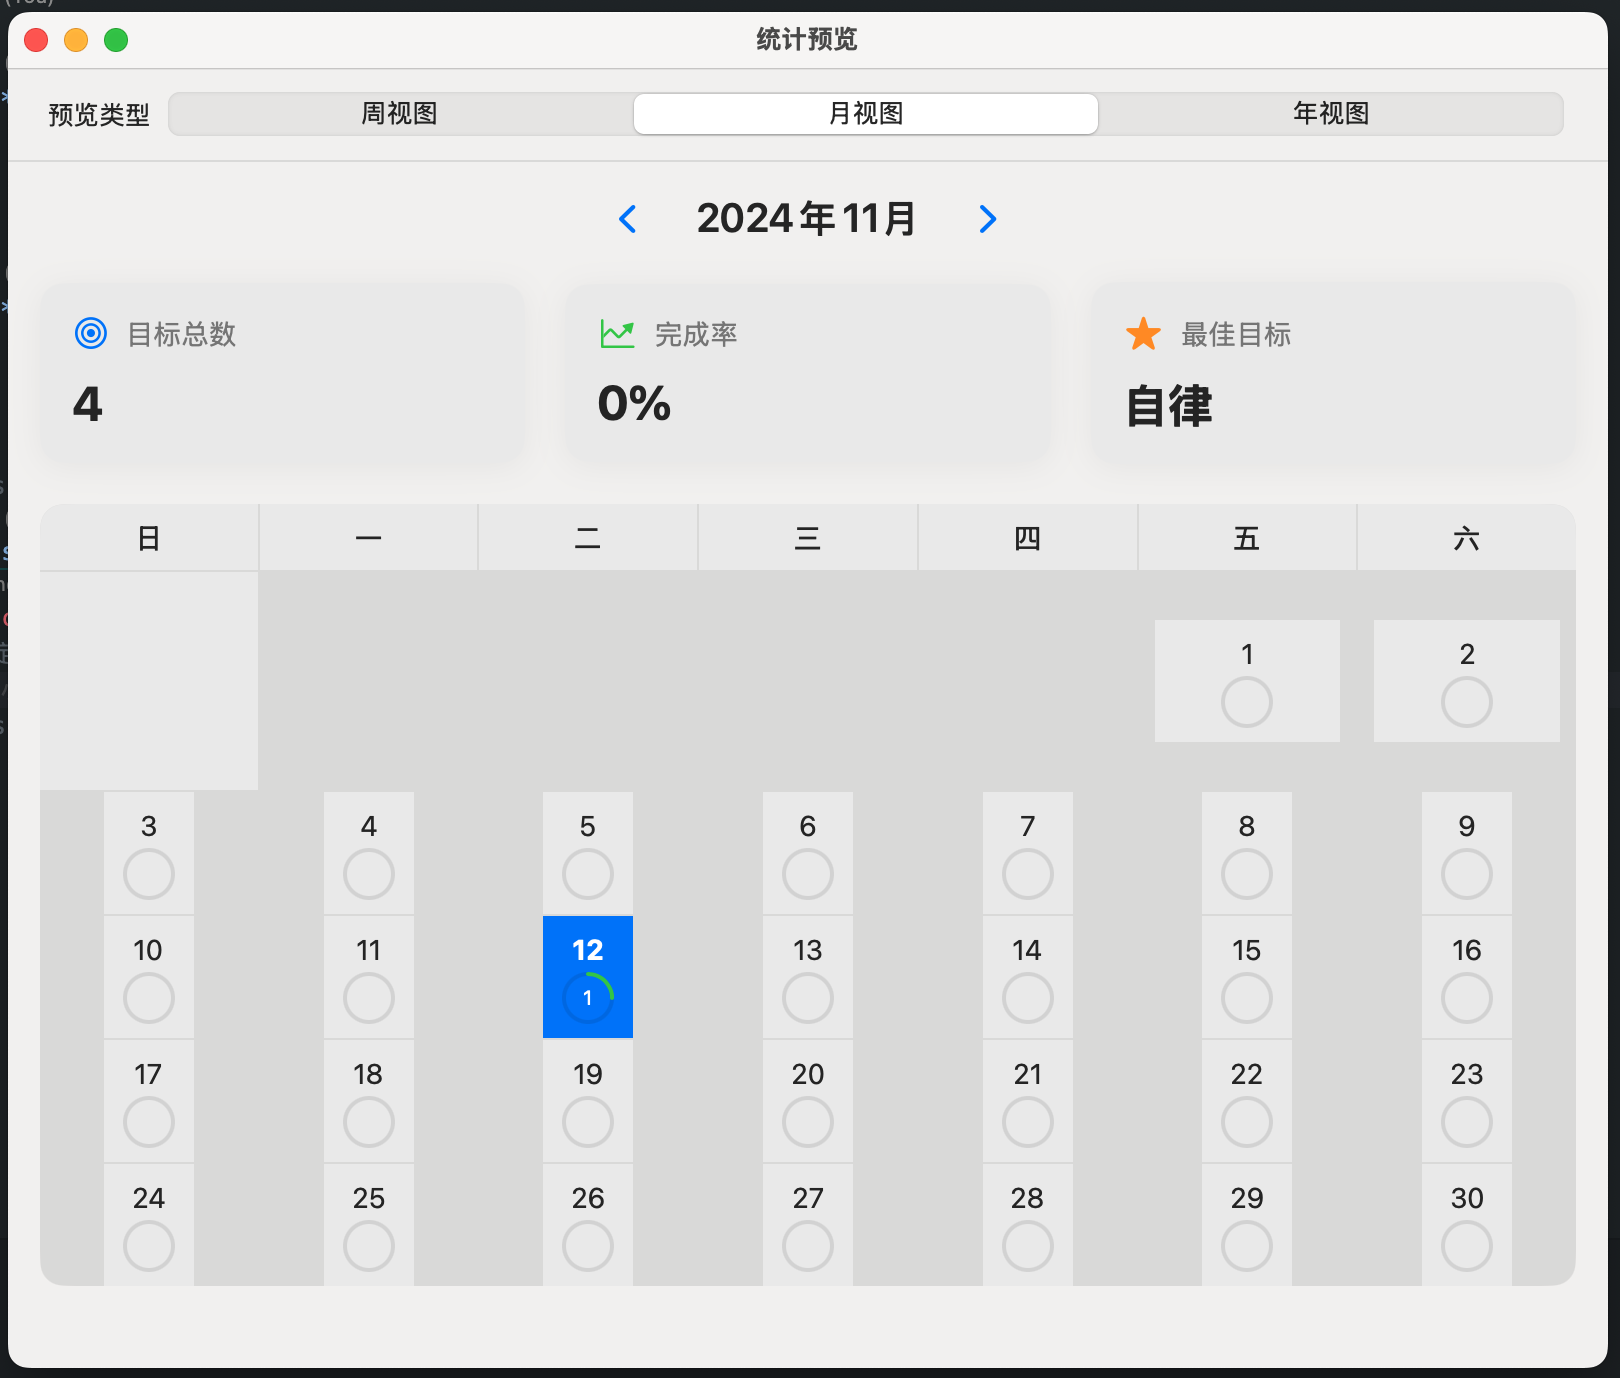 统计预览
预览类型 周视图 月视图 年视图
2024年11月
目标总数 完成率 最佳目标
4 0% 自律
日 一 二 三 四 五 六
1 2
3 4 5 6 7 8 9
10 11 12 13 14 15 16
1
17 18 19 20 21 22 23
24 25 26 27 28 29 30